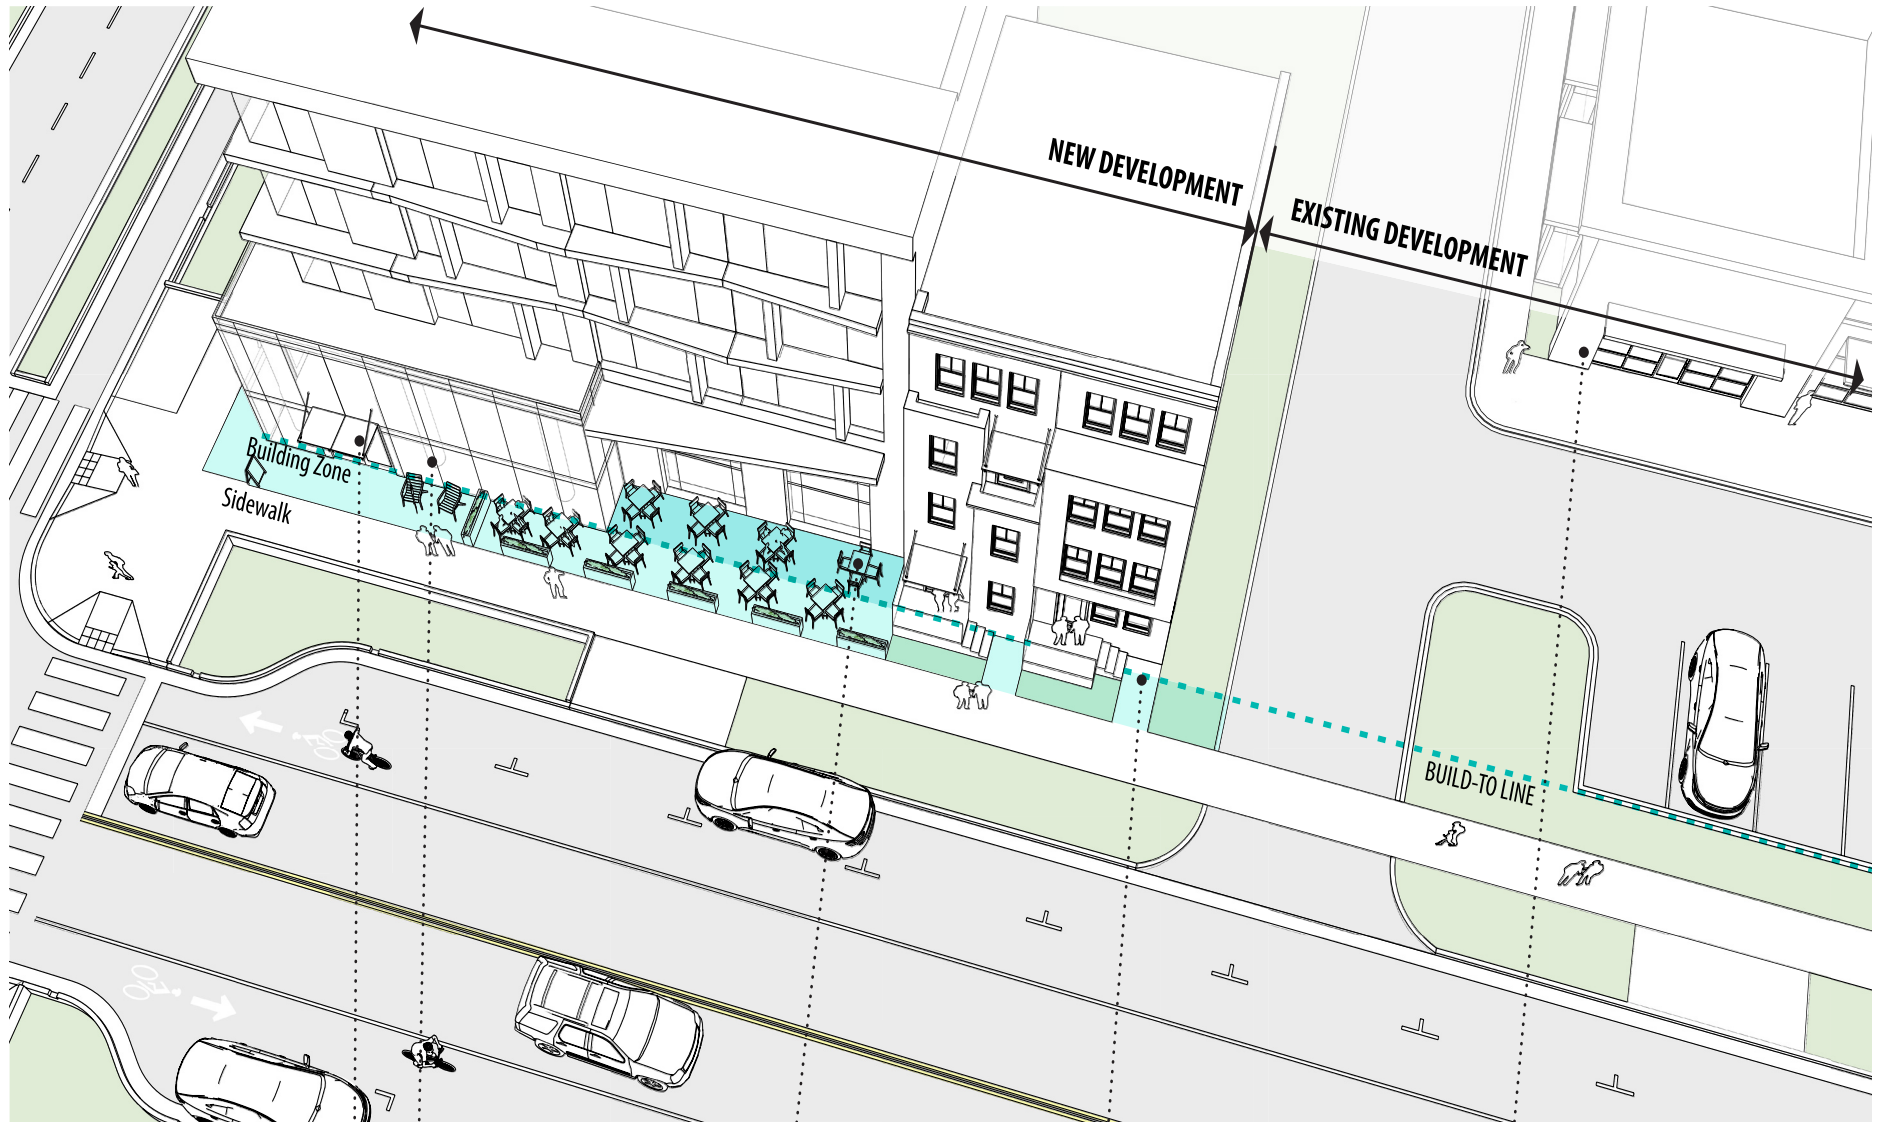 NEW DEVELOPMENT
EXISTING DEVELOPMENT
Building Zone
Sidewalk
BUILD-TO LINE